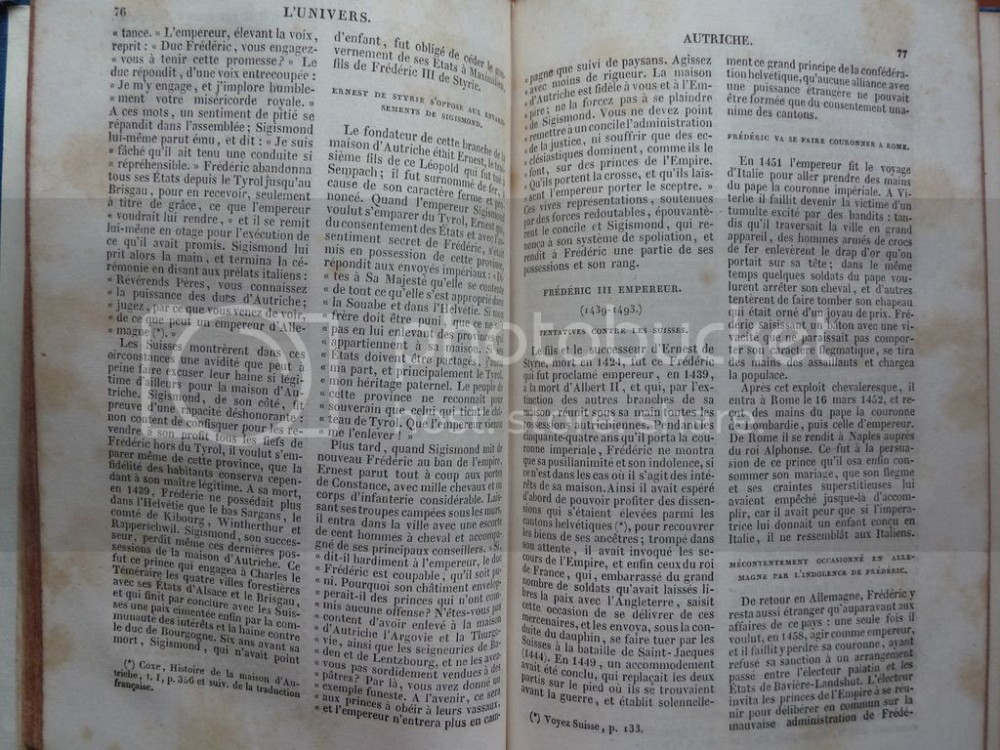 76
L'UNIVERS.
« tance. » L'empereur, élevant la voix,
reprit : « Duc Frédéric, vous engagez-
« vous à tenir cette promesse? » Le
duc répondit, d'une voix entrecoupée :
« Je m'y engage, et j'implore humble-
« ment votre miséricorde royale. »
A ces mots, un sentiment de pitié se
répandit dans l'assemblée; Sigismond
lui-même parut ému, et dit : « Je suis
« fâché qu'il ait tenu une conduite si
« répréhensible. » Frédéric abandonna
tous ses États depuis le Tyrol jusqu'au
Brisgau, pour en recevoir, seulement
à titre de grâce, ce que l'empereur
« voudrait lui rendre, » et il se remit
lui-même en otage pour l'exécution de
ce qu'il avait promis. Sigismond lui
prit alors la main, et termina la cé-
rémonie en disant aux prélats italiens :
« Révérends Pères, vous connaissez
« la puissance des ducs d'Autriche;
« jugez, par ce que vous venez de voir,
« de ce que peut un empereur d'Alle-
« magne (*). »
Les Suisses montrèrent dans ces
circonstances une avidité que peut à
peine faire excuser leur haine si légi-
time d'ailleurs pour la maison d'Au-
triche. Sigismond, de son côté, fit
preuve d'une rapacité déshonorante :
non content de confisquer pour les re-
vendre à son profit tous les fiefs de
Frédéric hors du Tyrol, il voulut s'em-
parer même de cette province, que la
fidélité des habitants conserva cepen-
dant à son maître légitime. A sa mort,
en 1439, Frédéric ne possédait plus
dans l'Helvétie que le bas Sargans, le
comté de Kibourg, Wintherthur et
Rapperschwil. Sigismond, son succes-
seur, perdit même ces dernières pos-
sessions de la maison d'Autriche. Ce
fut ce prince qui engagea à Charles le
Téméraire les quatre villes forestières
avec ses États d'Alsace et le Brisgau,
et qui finit par conclure avec les Suis-
ses une paix cimentée enfin par la com-
munauté des intérêts et la haine contre
le duc de Bourgogne. Six ans avant sa
mort, Sigismond, qui n'avait point
(*) Coxe, Histoire de la maison d'Au-
triche, t. I, p. 356 et suiv. de la traduction
française.
d'enfant, fut obligé de céder le gou-
vernement de ses États à Maximilien,
fils de Frédéric III de Styrie.
ERNEST DE STYRIE S'OPPOSE AUX ENVAHIS-
SEMENTS DE SIGISMOND.
Le fondateur de cette branche de la
maison d'Autriche était Ernest, le troi-
sième fils de ce Léopold qui fut tué à
Sempach; il fut surnommé de fer, à
cause de son caractère ferme et pro-
noncé. Quand l'empereur Sigismond
voulut s'emparer du Tyrol, Ernest qui,
du consentement des États et avec l'as-
sentiment secret de Frédéric, s'était
mis en possession de cette province,
répondit aux envoyés impériaux : « Di-
« tes à Sa Majesté qu'elle se contente
« de tout ce qu'elle s'est approprié dans
« la Souabe et dans l'Helvétie. Si mon
« frère doit être puni, que ce ne soit
« pas en lui enlevant des provinces qui
« appartiennent à sa maison. Si ses
« États doivent être partagés, j'aurai
« ma part, et principalement le Tyrol,
« mon héritage paternel. Le peuple de
« cette province ne reconnaît pour
« souverain que celui qui tient le châ-
« teau de Tyrol. Que l'empereur vienne
« me l'enlever! »
Plus tard, quand Sigismond mit de
nouveau Frédéric au ban de l'empire,
Ernest parut tout à coup aux portes
de Constance, avec mille chevaux et un
corps d'infanterie considérable. Lais-
sant ses troupes campées sous les murs,
il entra dans la ville avec une escorte
de cent hommes à cheval et accompa-
gné de ses principaux conseillers. « Si,
« dit-il hardiment à l'empereur, le duc
« Frédéric est coupable, qu'il soit pu-
« ni. Pourquoi son châtiment envelop-
« perait-il des princes qui n'ont com-
« mis aucune offense? N'êtes-vous pas
« content d'avoir enlevé à la maison
« d'Autriche l'Argovie et la Thurgo-
« vie, ainsi que les seigneuries de Ba-
« den et de Lentzbourg, et ne les avez-
« vous pas sordidement vendues à des
« pâtres? Par là, vous avez donné un
« exemple funeste. A l'avenir, ce sera
« aux princes à obéir à leurs vassaux,
« et l'empereur n'entrera plus en cam-
AUTRICHE.
77
« pagne que suivi de paysans. Agissez
« avec moins de rigueur. La maison
« d'Autriche est fidèle à vous et à l'Em-
« pire; ne la forcez pas à se plaindre
« de Sigismond. Vous ne devez point
« remettre à un concile l'administration
« de la justice, ni souffrir que des ec-
« clésiastiques dominent, comme ils le
« font, sur des princes de l'Empire.
« Qu'ils portent la crosse, et qu'ils lais-
« sent l'empereur porter le sceptre. »
Ces vives représentations, soutenues
par des forces redoutables, épouvantè-
rent le concile et Sigismond, qui re-
nonça à son système de spoliation, et
rendit à Frédéric une partie de ses
possessions et son rang.
FRÉDÉRIC III EMPEREUR.
(1439-1493.)
TENTATIVES CONTRE LES SUISSES.
Le fils et le successeur d'Ernest de
Styrie, mort en 1424, fut ce Frédéric
qui fut proclamé empereur, en 1439,
à la mort d'Albert II, et qui, par l'ex-
tinction des autres branches de sa
maison, réunit sous sa main toutes les
possessions autrichiennes. Pendant les
cinquante-quatre ans qu'il porta la cou-
ronne impériale, Frédéric ne montra
que sa pusillanimité et son indolence, si
ce n'est dans les cas où il s'agit des inté-
rêts de sa maison. Ainsi il avait espéré
d'abord de pouvoir profiter des dissen-
sions qui s'étaient élevées parmi les
cantons helvétiques (*), pour recouvrer
les biens de ses ancêtres; trompé dans
son attente, il avait invoqué les se-
cours de l'Empire, et enfin ceux du roi
de France, qui, embarrassé du grand
nombre de soldats qu'avait laissés li-
bres la paix avec l'Angleterre, saisit
cette occasion de se délivrer de ces
mercenaires, et les envoya, sous la con-
duite du dauphin, se faire tuer par les
Suisses à la bataille de Saint-Jacques
(1444). En 1449, un accommodement
avait été conclu, qui replaçait les deux
partis sur le pied où ils se trouvaient
avant la guerre, et établit solennelle-
(*) Voyez Suisse, p. 133.
ment ce grand principe de la confédéra-
tion helvétique, qu'aucune alliance avec
une puissance étrangère ne pouvait
être formée que du consentement una-
nime des cantons.
FRÉDÉRIC VA SE FAIRE COURONNER A ROME.
En 1451 l'empereur fit le voyage
d'Italie pour aller prendre des mains
du pape la couronne impériale. A Vi-
terbe il faillit devenir la victime d'un
tumulte excité par des bandits : tan-
dis qu'il traversait la ville en grand
appareil, des hommes armés de crocs
de fer enlevèrent le drap d'or qu'on
portait sur sa tête; dans le même
temps quelques soldats du pape vou-
lurent arrêter son cheval, et d'autres
tentèrent de faire tomber son chapeau
qui était orné d'un joyau de prix. Fré-
déric saisissant un bâton avec une vi-
vacité que ne paraissait pas compor-
ter son caractère flegmatique, se tira
des mains des assaillants et chargea
la populace.
Après cet exploit chevaleresque, il
entra à Rome le 16 mars 1452, et re-
çut des mains du pape la couronne
de Lombardie, puis celle d'empereur.
De Rome il se rendit à Naples auprès
du roi Alphonse. Ce fut à la persua-
sion de ce prince qu'il osa enfin con-
sommer son mariage, que son flegme
et ses craintes superstitieuses lui
avaient empêché jusque-là d'accom-
plir, car il avait peur que si l'impéra-
trice lui donnait un enfant conçu en
Italie, il ne ressemblât aux Italiens.
MÉCONTENTEMENT OCCASIONNÉ EN ALLE-
MAGNE PAR L'INDOLENCE DE FRÉDÉRIC.
De retour en Allemagne, Frédéric y
resta aussi étranger qu'auparavant aux
affaires de ce pays : une seule fois il
voulut, en 1458, agir comme empereur,
et il faillit y perdre sa couronne, ayant
refusé sa sanction à un arrangement
passé entre l'électeur palatin et les
États de Bavière-Landshut. L'électeur
invita les princes de l'Empire à se réu-
nir pour délibérer en commun sur la
mauvaise administration de Frédé-
photobucket
host. store. share.